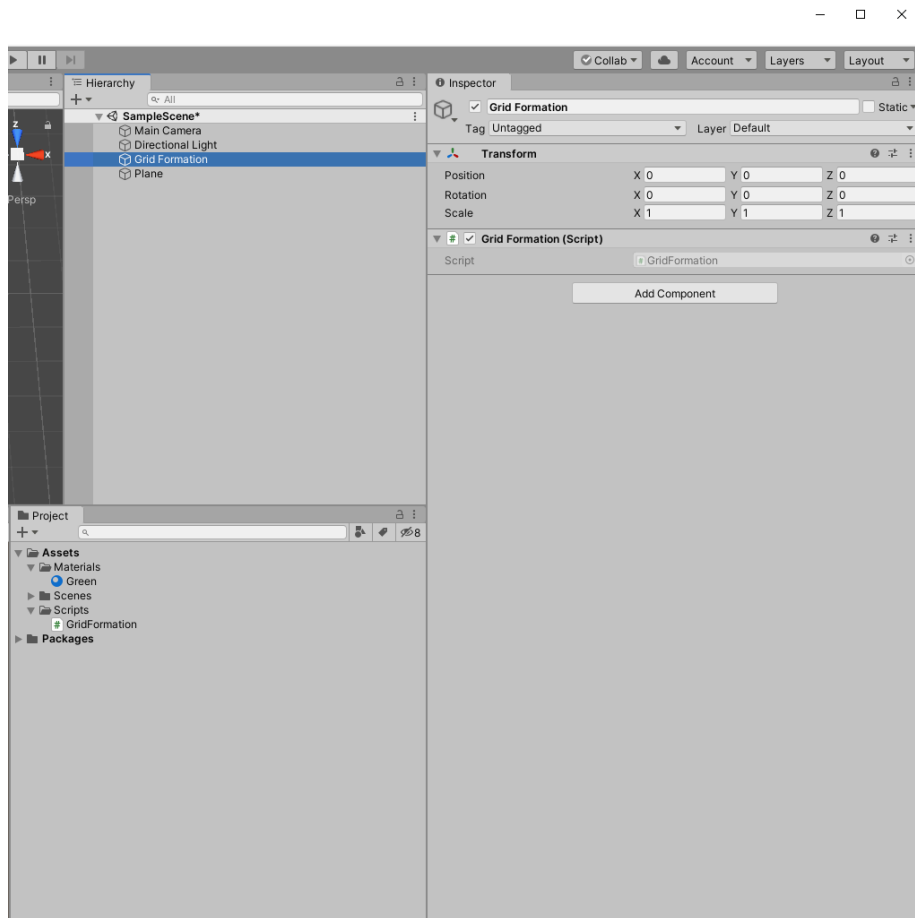 Collab Account Layers Layout
Hierarchy
All
SampleScene*
Main Camera
Directional Light
Grid Formation
Plane
z
x
Persp
Inspector
Grid Formation Static
Tag Untagged Layer Default
Transform
Position X 0 Y 0 Z 0
Rotation X 0 Y 0 Z 0
Scale X 1 Y 1 Z 1
# Grid Formation (Script)
Script # GridFormation
Add Component
Project
8
Assets
Materials
Green
Scenes
Scripts
# GridFormation
Packages